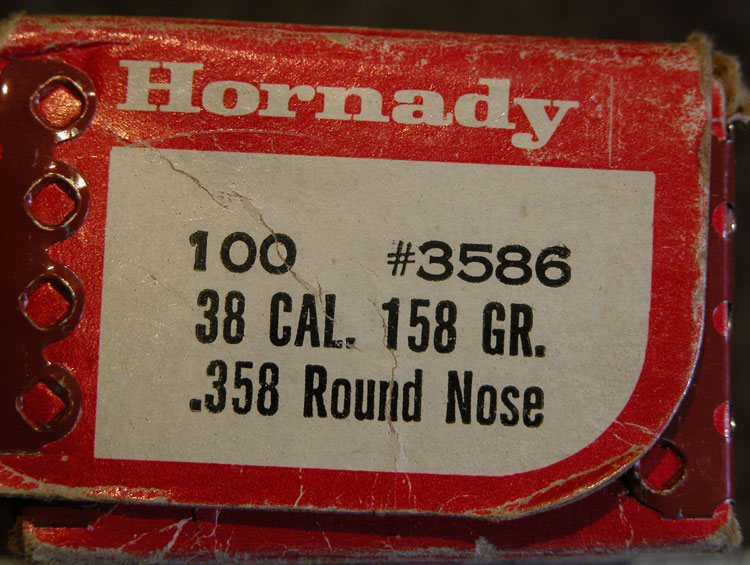 Hornady
100 #3586
38 CAL. 158 GR.
.358 Round Nose